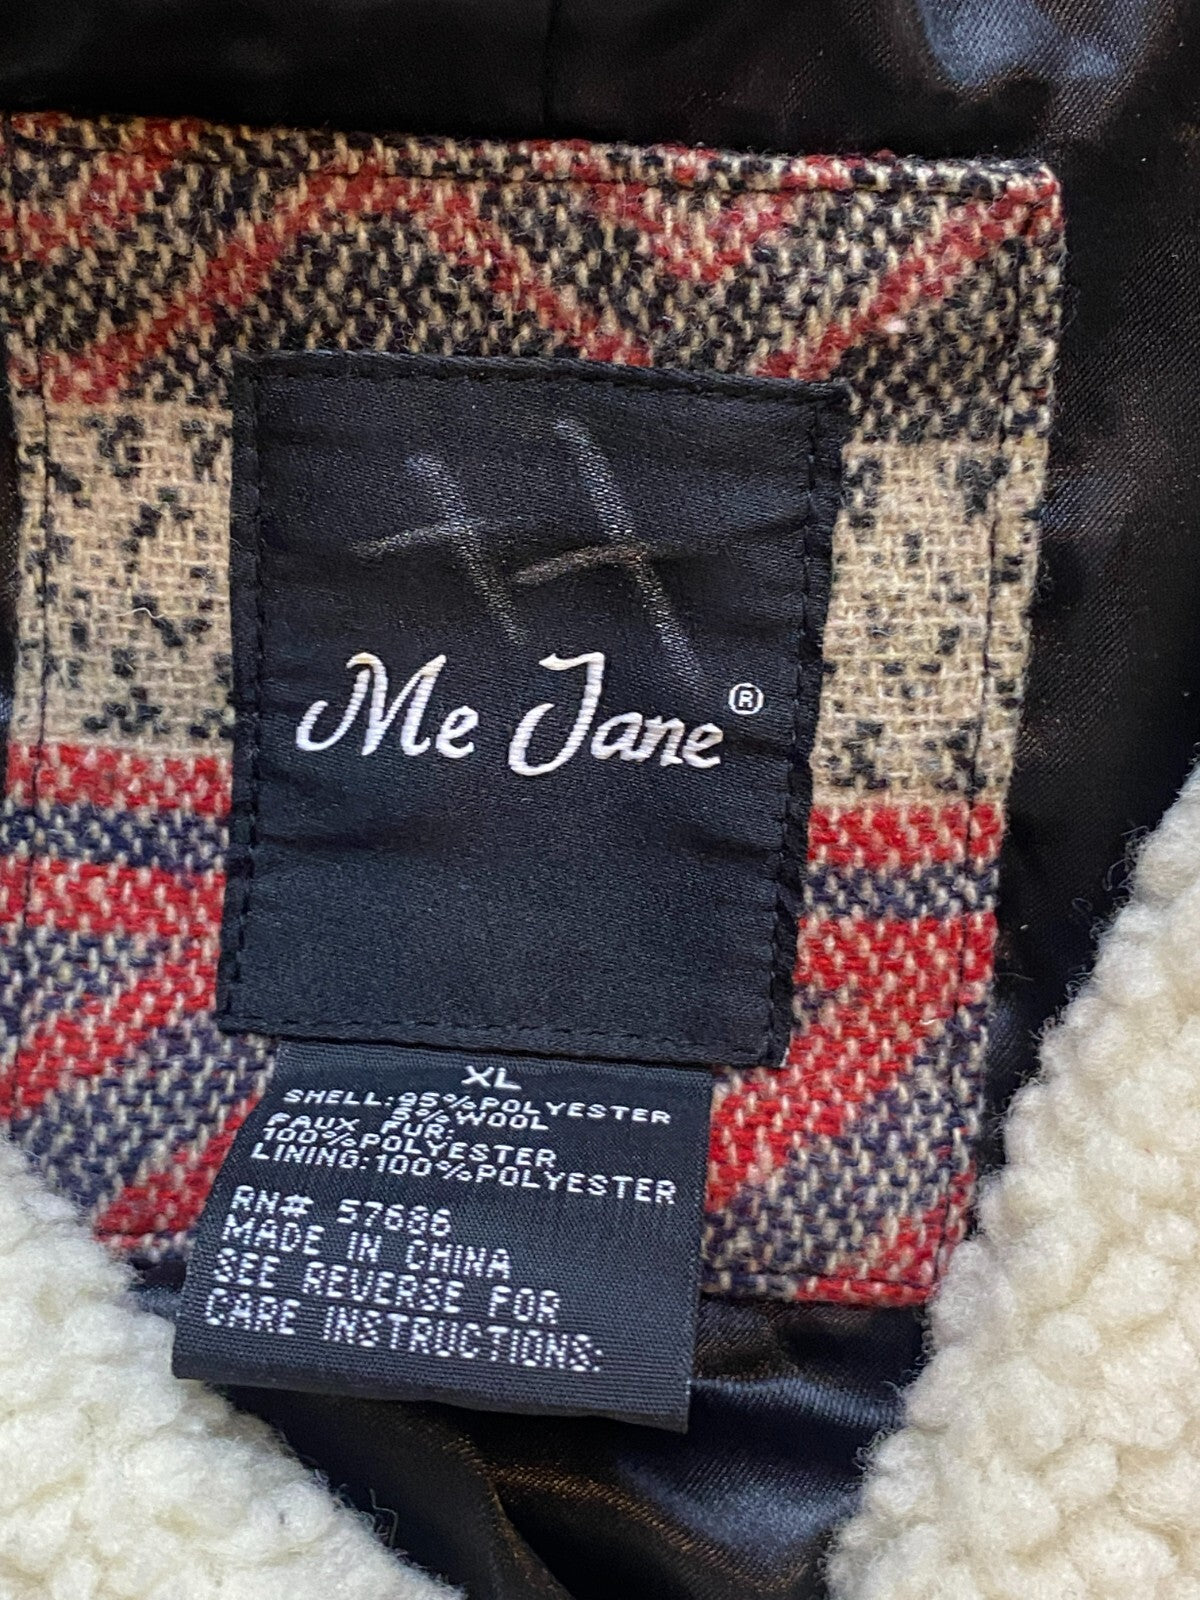 Me Jane ®
XL
SHELL:95%POLYESTER
5%WOOL
FAUX FUR:
100%POLYESTER
LINING:100%POLYESTER
RN# 57686
MADE IN CHINA
SEE REVERSE FOR
CARE INSTRUCTIONS: